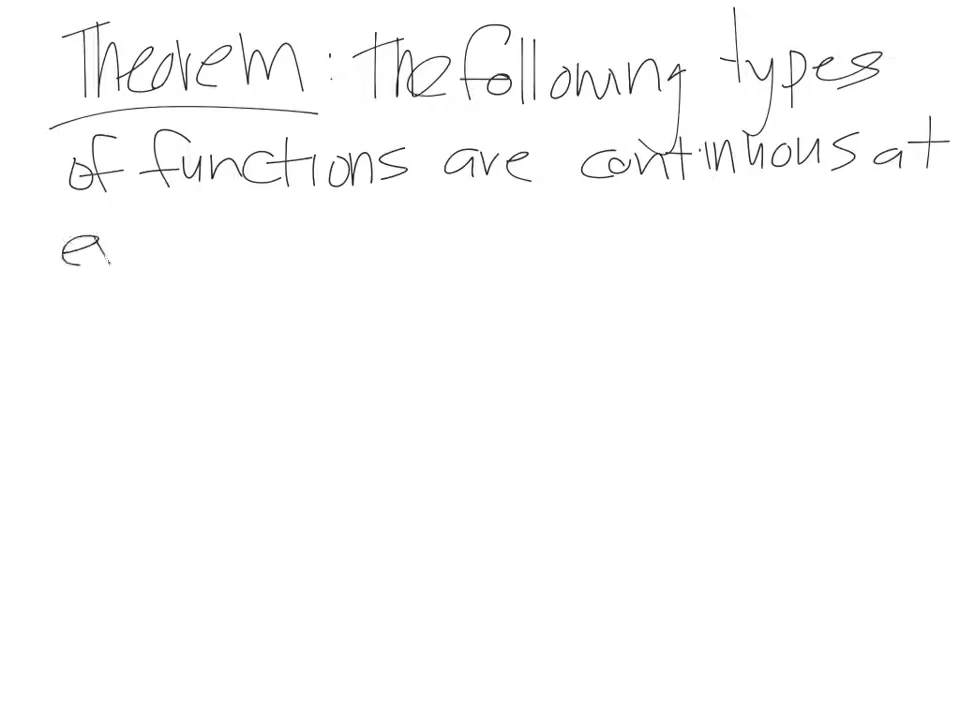 Theorem: The following types
of functions are continuous at
e